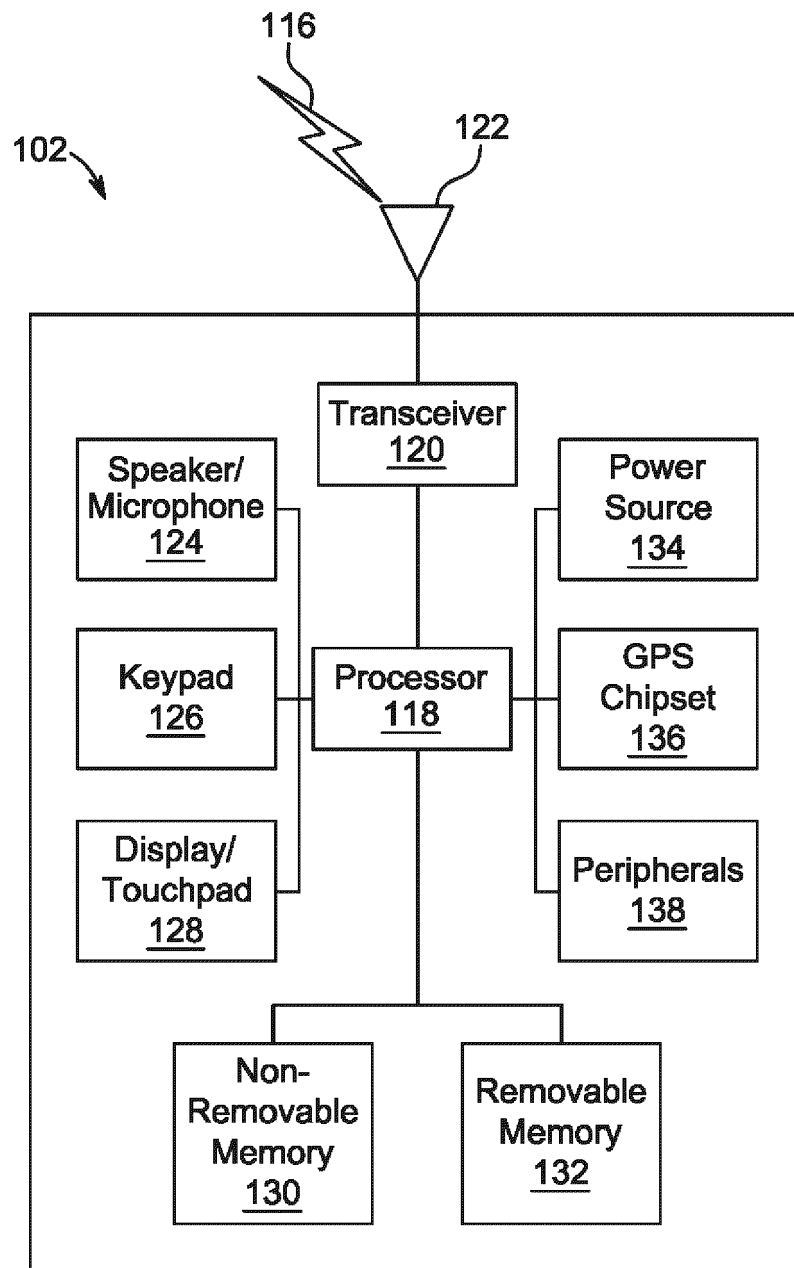 116
122
102
Transceiver
120
Speaker/
Microphone
124
Power
Source
134
Keypad
126
Processor
118
GPS
Chipset
136
Display/
Touchpad
128
Peripherals
138
Non-
Removable
Memory
130
Removable
Memory
132